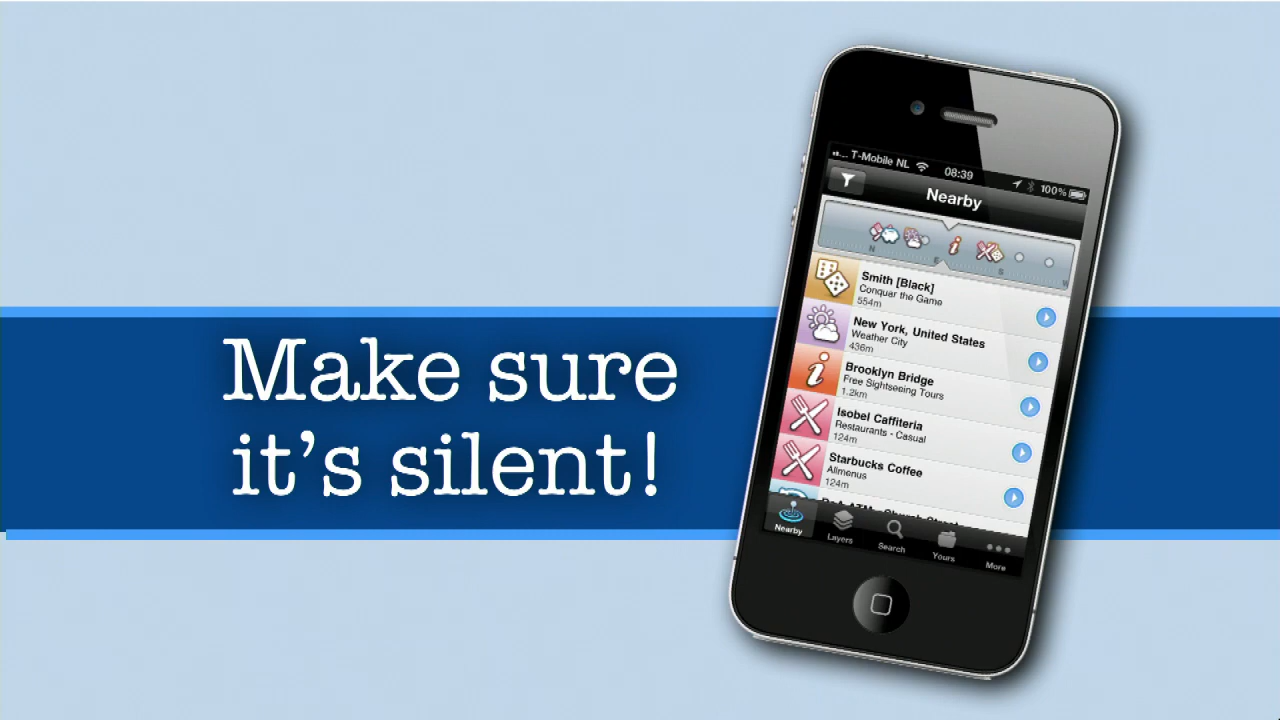 Make sure
it's silent!
T-Mobile NL
08:39
100%
Nearby
N
E
S
W
Smith [Black]
Conquar the Game
554m
New York, United States
Weather City
436m
Brooklyn Bridge
Free Sightseeing Tours
1.2km
Isobel Caffiteria
Restaurants - Casual
124m
Starbucks Coffee
Allmenus
124m
Nearby
Layers
Search
Yours
More